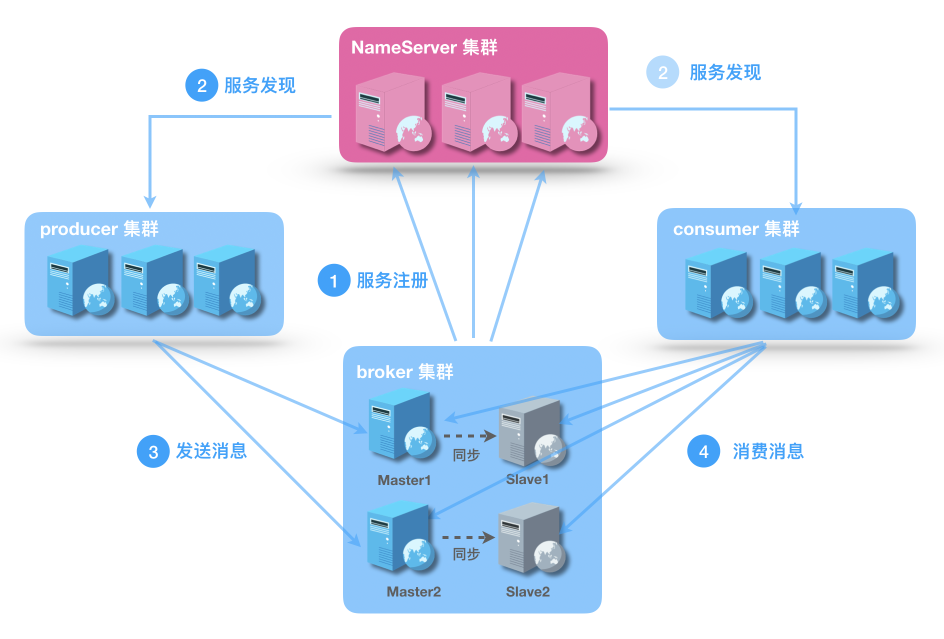 NameServer 集群
2 服务发现
2 服务发现
producer 集群
consumer 集群
1 服务注册
broker 集群
3 发送消息
4 消费消息
同步
Master1
Slave1
同步
Master2
Slave2